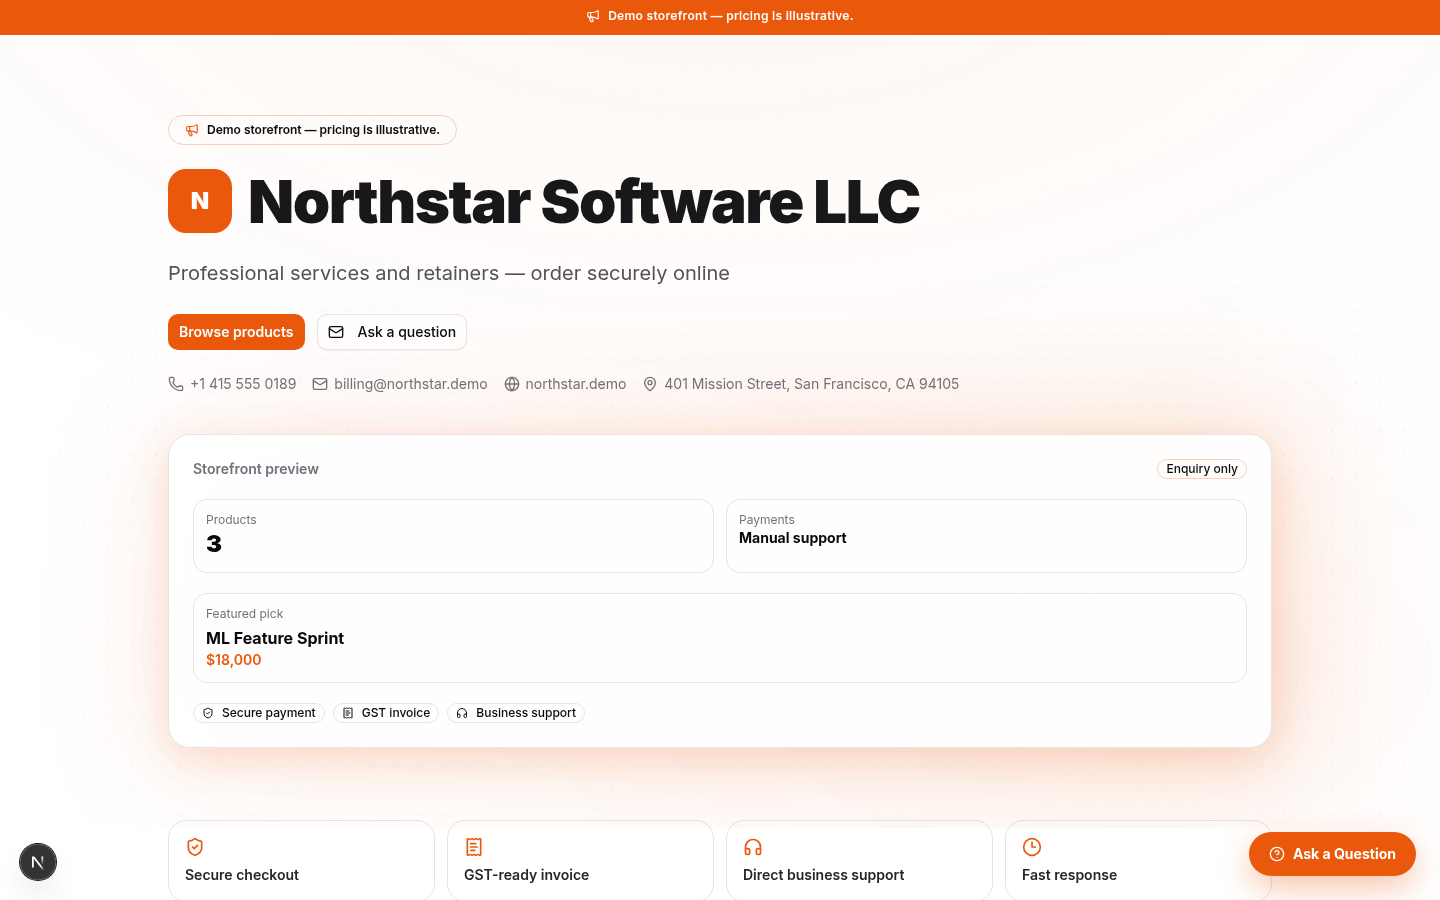 Demo storefront — pricing is illustrative.
Demo storefront — pricing is illustrative.
N
Northstar Software LLC
Professional services and retainers — order securely online
Browse products
Ask a question
+1 415 555 0189
billing@northstar.demo
northstar.demo
401 Mission Street, San Francisco, CA 94105
Storefront preview
Enquiry only
Products
3
Payments
Manual support
Featured pick
ML Feature Sprint
$18,000
Secure payment
GST invoice
Business support
Secure checkout
GST-ready invoice
Direct business support
Fast response
N
Ask a Question